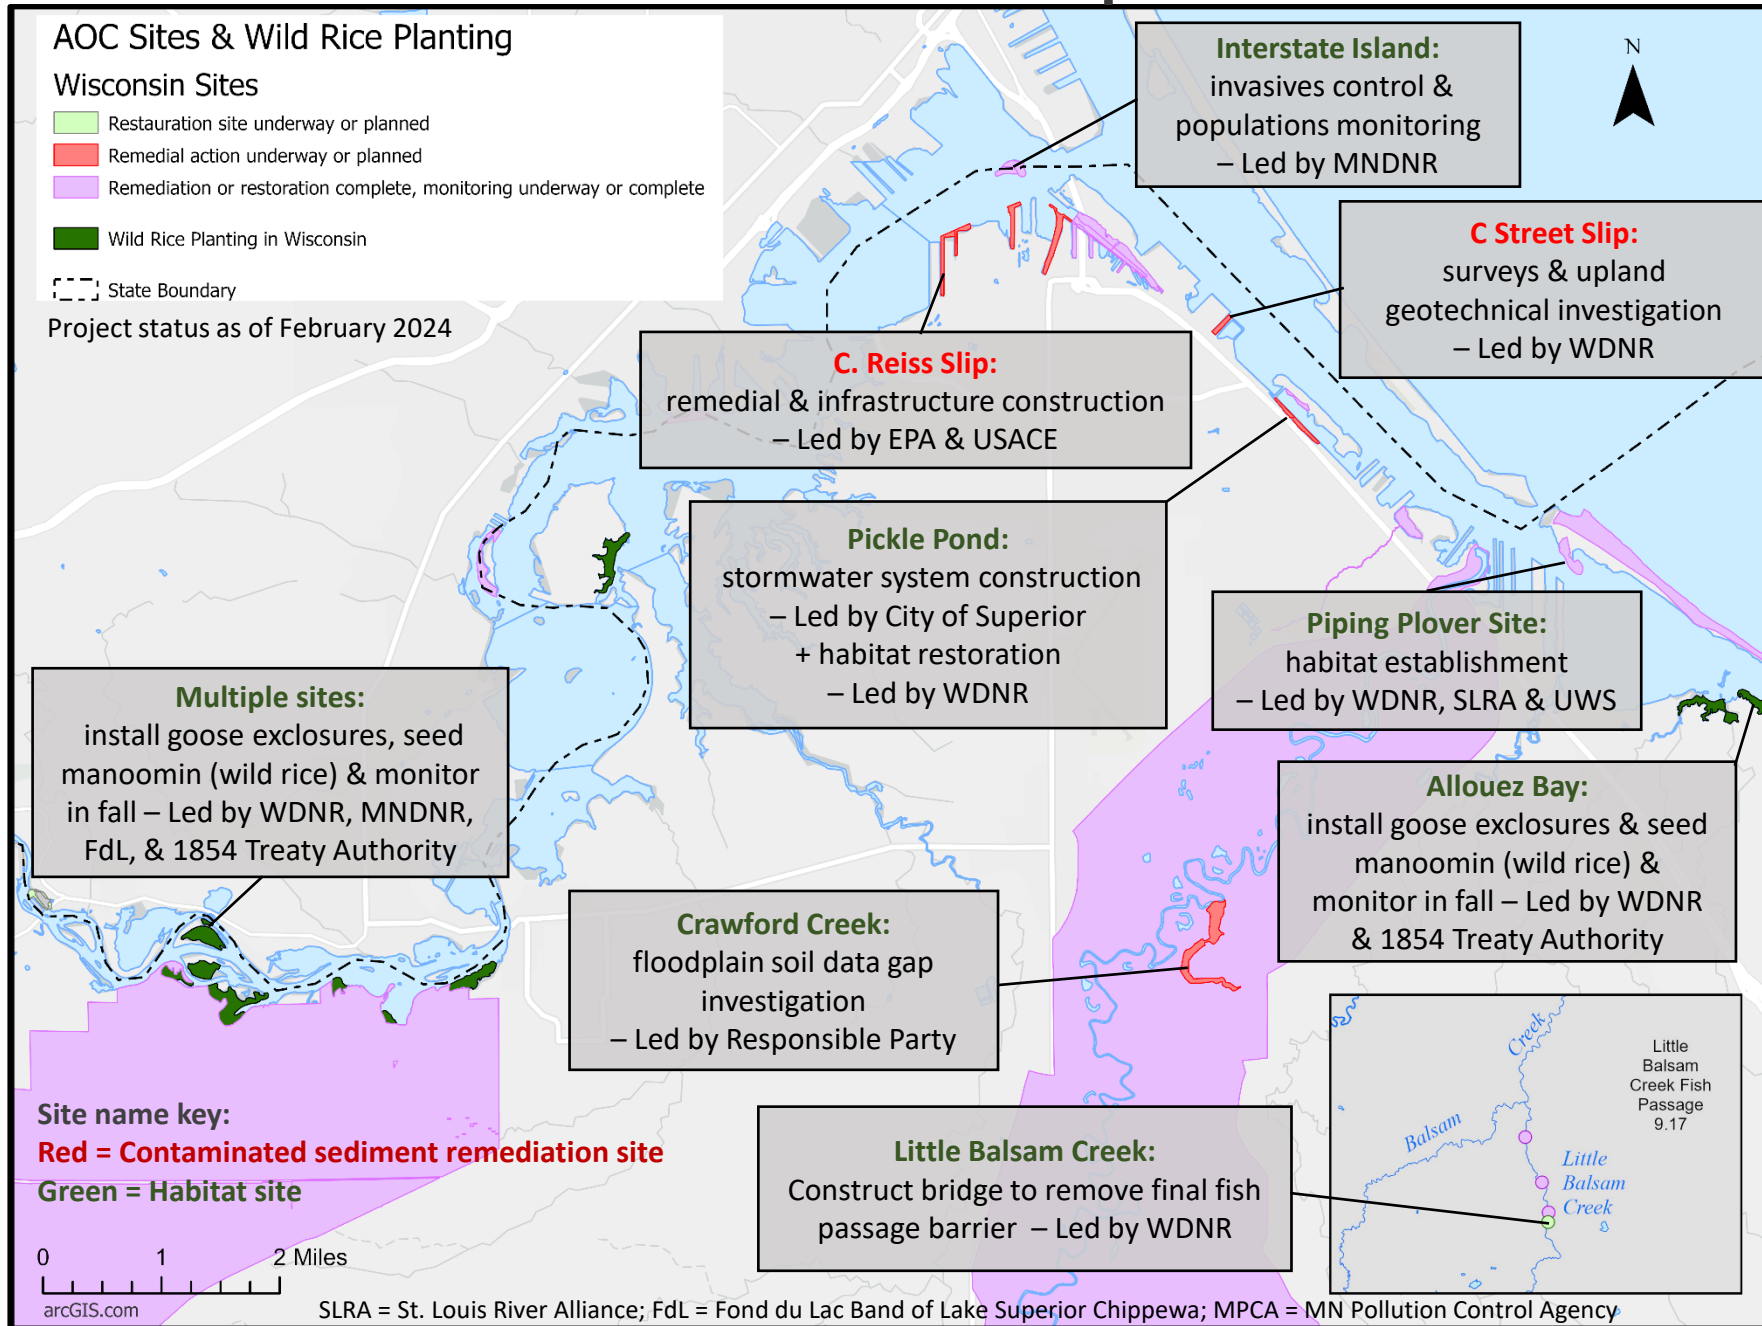 AOC Sites & Wild Rice Planting
Wisconsin Sites
Restauration site underway or planned
Remedial action underway or planned
Remediation or restoration complete, monitoring underway or complete
Wild Rice Planting in Wisconsin
State Boundary
Project status as of February 2024
Interstate Island:
invasives control &
populations monitoring
– Led by MNDNR
N
C Street Slip:
surveys & upland
geotechnical investigation
– Led by WDNR
C. Reiss Slip:
remedial & infrastructure construction
– Led by EPA & USACE
Pickle Pond:
stormwater system construction
– Led by City of Superior
+ habitat restoration
– Led by WDNR
Piping Plover Site:
habitat establishment
– Led by WDNR, SLRA & UWS
Multiple sites:
install goose exclosures, seed
manoomin (wild rice) & monitor
in fall – Led by WDNR, MNDNR,
FdL, & 1854 Treaty Authority
Allouez Bay:
install goose exclosures & seed
manoomin (wild rice) &
monitor in fall – Led by WDNR
& 1854 Treaty Authority
Crawford Creek:
floodplain soil data gap
investigation
– Led by Responsible Party
Little Balsam Creek:
Construct bridge to remove final fish
passage barrier – Led by WDNR
Creek
Balsam
Little
Balsam
Creek Fish
Passage
9.17
Little
Balsam
Creek
Site name key:
Red = Contaminated sediment remediation site
Green = Habitat site
0 1 2 Miles
arcGIS.com
SLRA = St. Louis River Alliance; FdL = Fond du Lac Band of Lake Superior Chippewa; MPCA = MN Pollution Control Agency